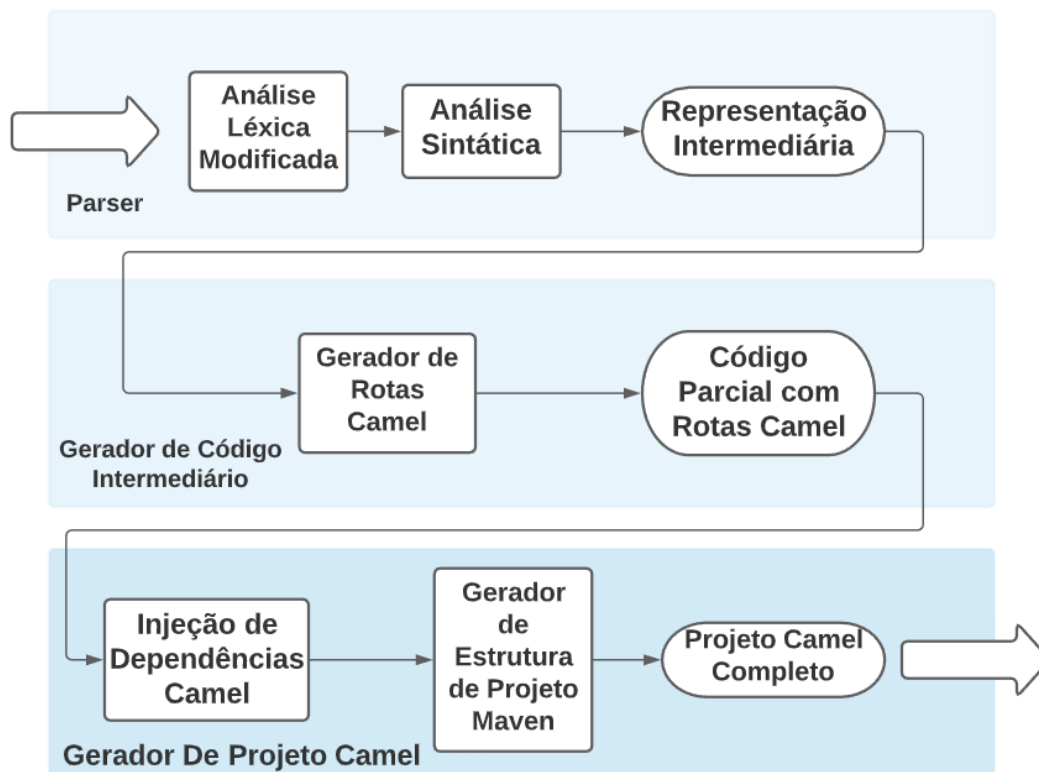 Análise
Léxica
Modificada
Análise
Sintática
Representação
Intermediária
Parser
Gerador de
Rotas
Camel
Código
Parcial com
Rotas Camel
Gerador de Código
Intermediário
Injeção de
Dependências
Camel
Gerador
de
Estrutura
de Projeto
Maven
Projeto Camel
Completo
Gerador De Projeto Camel